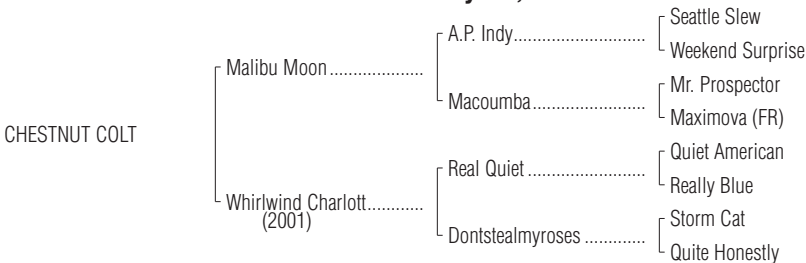 Seattle Slew
A.P. Indy..........................
Weekend Surprise
Malibu Moon.....................
Mr. Prospector
Macoumba.......................
Maximova (FR)
CHESTNUT COLT
Quiet American
Real Quiet ........................
Really Blue
Whirlwind Charlott............
(2001)
Storm Cat
Dontstealmyroses .............
Quite Honestly